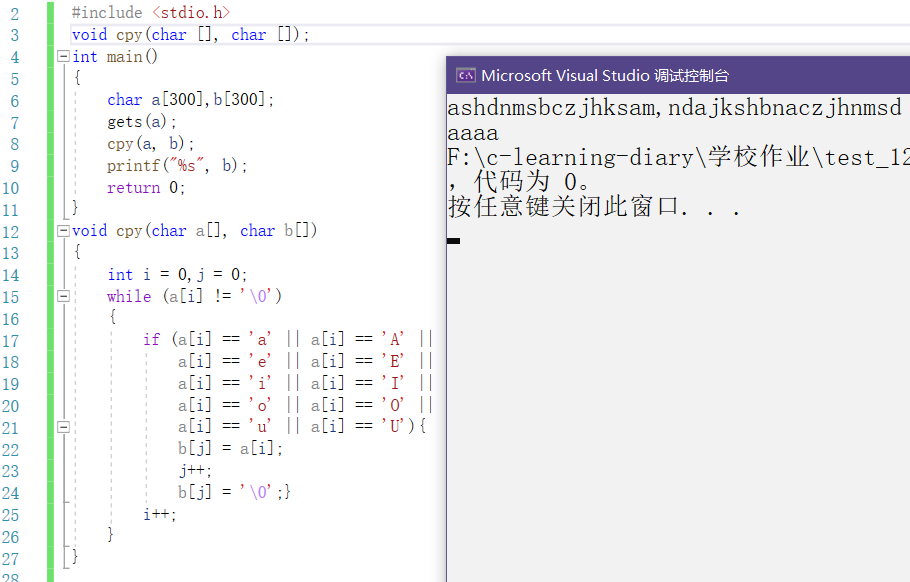 2 #include <stdio.h>
3 void cpy(char [], char []);
4 int main()
5 {
6 char a[300],b[300];
7 gets(a);
8 cpy(a, b);
9 printf("%s", b);
10 return 0;
11 }
12 void cpy(char a[], char b[])
13 {
14 int i = 0,j = 0;
15 while (a[i] != '\0')
16 {
17 if (a[i] == 'a' || a[i] == 'A' ||
18 a[i] == 'e' || a[i] == 'E' ||
19 a[i] == 'i' || a[i] == 'I' ||
20 a[i] == 'o' || a[i] == 'O' ||
21 a[i] == 'u' || a[i] == 'U'){
22 b[j] = a[i];
23 j++;
24 b[j] = '\0';}
25 i++;
26 }
27 }
28
Microsoft Visual Studio 调试控制台
ashdnmsbczjhksam,ndajkshbnaczjhnmsd
aaaa
F:\c-learning-diary\学校作业\test_12
，代码为 0。
按任意键关闭此窗口. . .